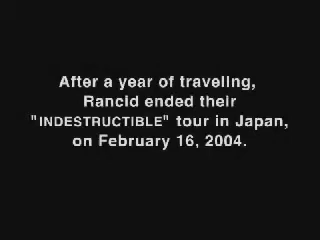 After a year of traveling,
Rancid ended their
"INDESTRUCTIBLE" tour in Japan,
on February 16, 2004.